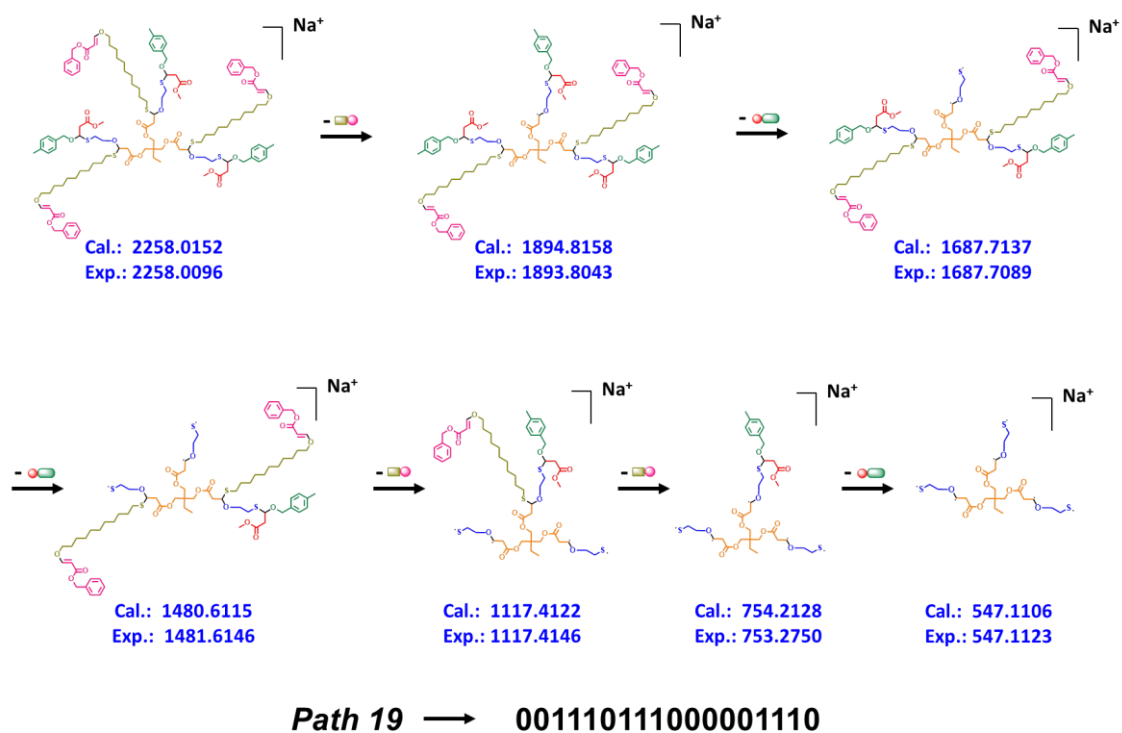 Na+
Na+
Na+
Cal.: 2258.0152
Exp.: 2258.0096
Cal.: 1894.8158
Exp.: 1893.8043
Cal.: 1687.7137
Exp.: 1687.7089
Na+
Na+
Na+
Na+
Cal.: 1480.6115
Exp.: 1481.6146
Cal.: 1117.4122
Exp.: 1117.4146
Cal.: 754.2128
Exp.: 753.2750
Cal.: 547.1106
Exp.: 547.1123
Path 19 → 001110111000001110